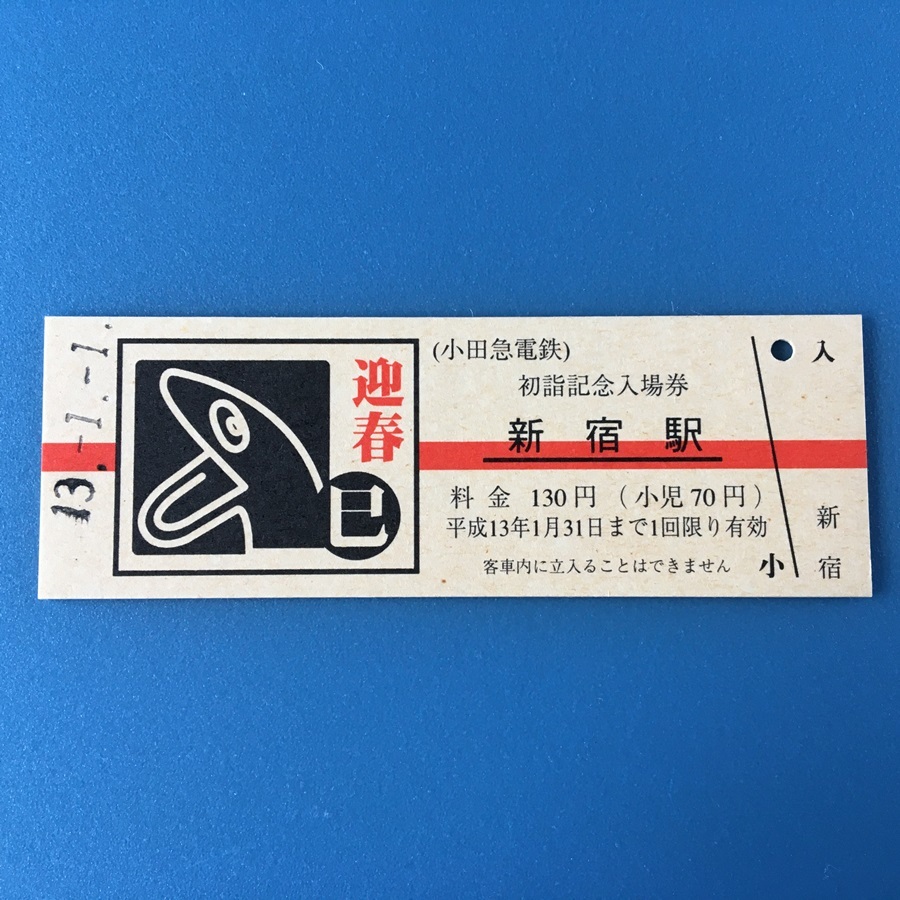 13.-1.-1.
迎春
巳
(小田急電鉄)
初詣記念入場券
新宿駅
料金 130円 (小児70円)
平成13年1月31日まで1回限り有効
客車内に立入ることはできません
小
入
新宿